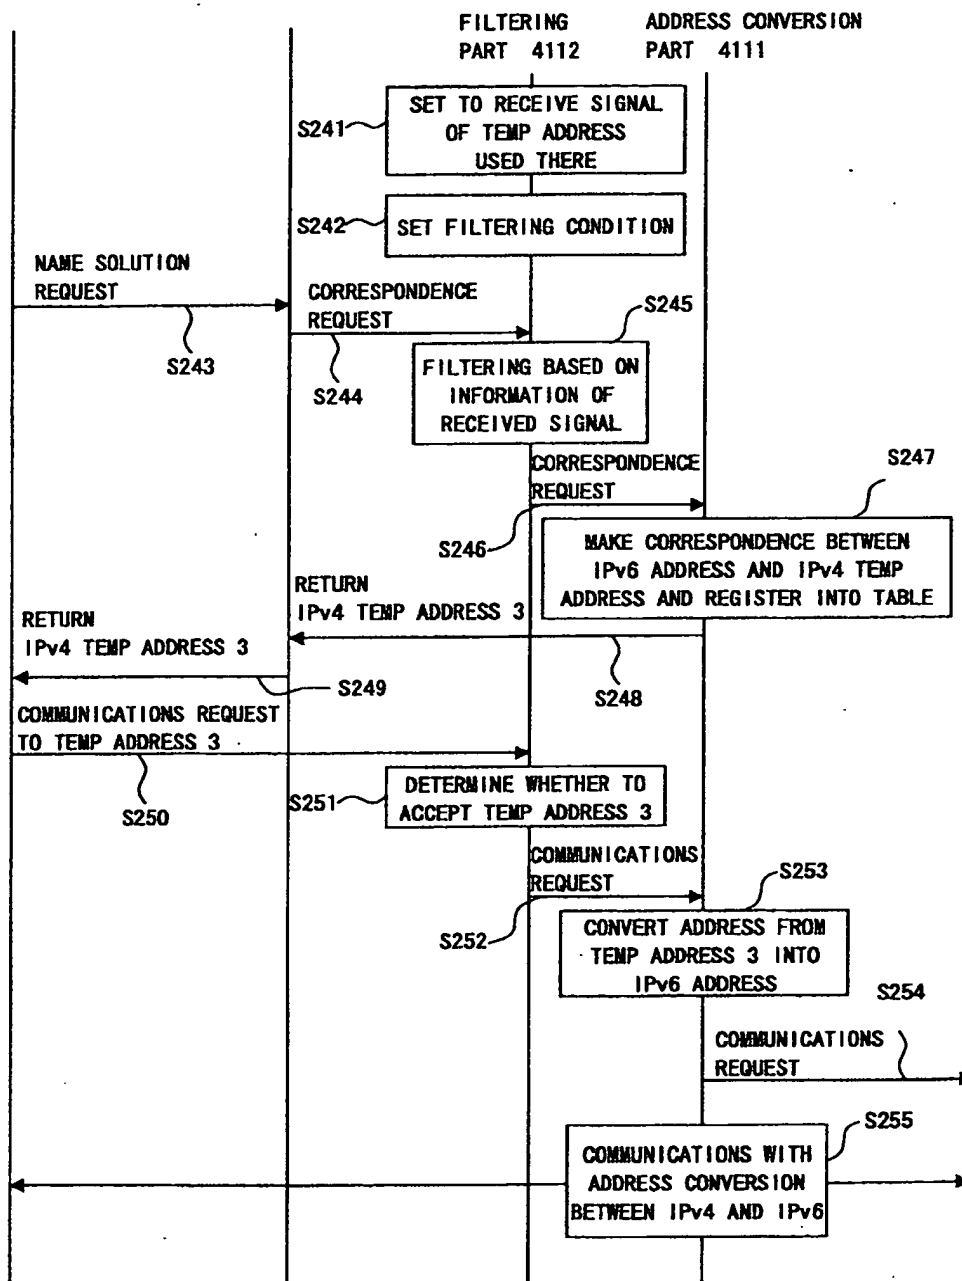 FILTERING
PART 4112
ADDRESS CONVERSION
PART 4111
S241
SET TO RECEIVE SIGNAL
OF TEMP ADDRESS
USED THERE
S242
SET FILTERING CONDITION
NAME SOLUTION
REQUEST
S243
CORRESPONDENCE
REQUEST
S244
S245
FILTERING BASED ON
INFORMATION OF
RECEIVED SIGNAL
CORRESPONDENCE
REQUEST
S246
S247
MAKE CORRESPONDENCE BETWEEN
IPv6 ADDRESS AND IPv4 TEMP
ADDRESS AND REGISTER INTO TABLE
RETURN
IPv4 TEMP ADDRESS 3
S248
RETURN
IPv4 TEMP ADDRESS 3
S249
COMMUNICATIONS REQUEST
TO TEMP ADDRESS 3
S250
S251
DETERMINE WHETHER TO
ACCEPT TEMP ADDRESS 3
COMMUNICATIONS
REQUEST
S252
S253
CONVERT ADDRESS FROM
TEMP ADDRESS 3 INTO
IPv6 ADDRESS
S254
COMMUNICATIONS
REQUEST
S255
COMMUNICATIONS WITH
ADDRESS CONVERSION
BETWEEN IPv4 AND IPv6